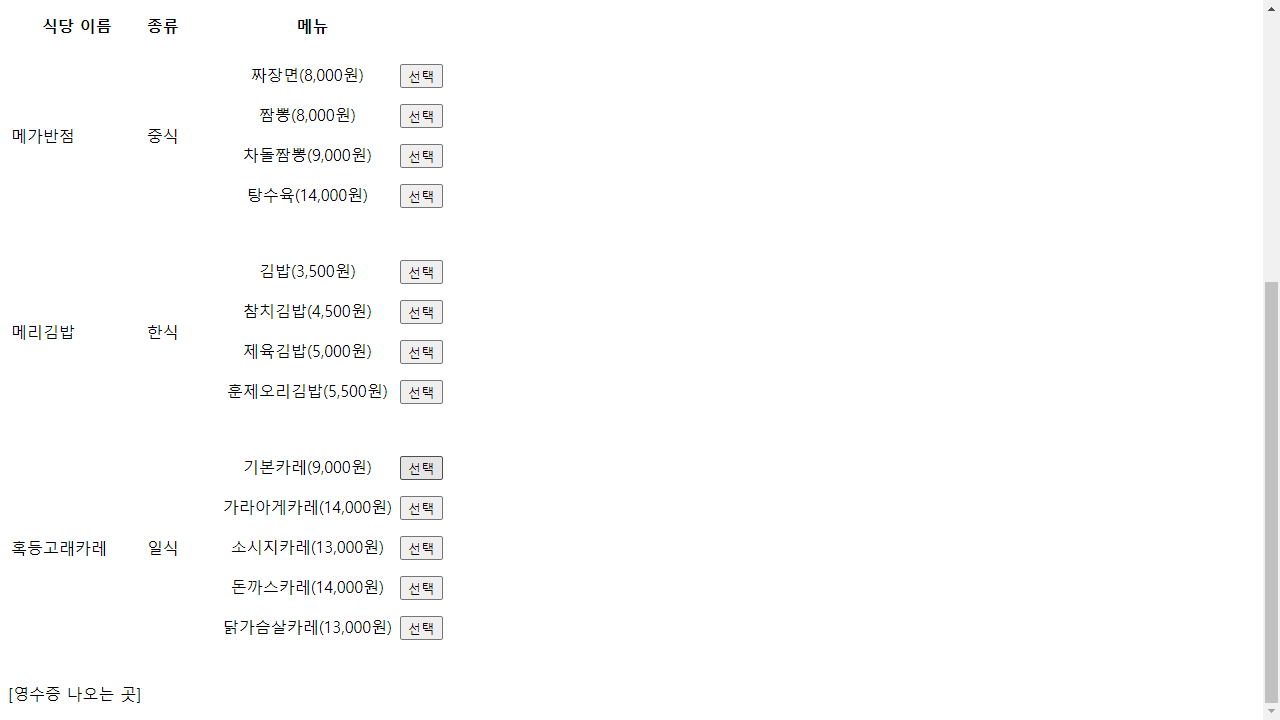 식당 이름 종류 메뉴
짜장면(8,000원) 선택
짬뽕(8,000원) 선택
메가반점 중식
차돌짬뽕(9,000원) 선택
탕수육(14,000원) 선택
김밥(3,500원) 선택
참치김밥(4,500원) 선택
메리김밥 한식
제육김밥(5,000원) 선택
훈제오리김밥(5,500원) 선택
기본카레(9,000원) 선택
가라아게카레(14,000원) 선택
혹등고래카레 일식 소시지카레(13,000원) 선택
돈까스카레(14,000원) 선택
닭가슴살카레(13,000원) 선택
[영수증 나오는 곳]